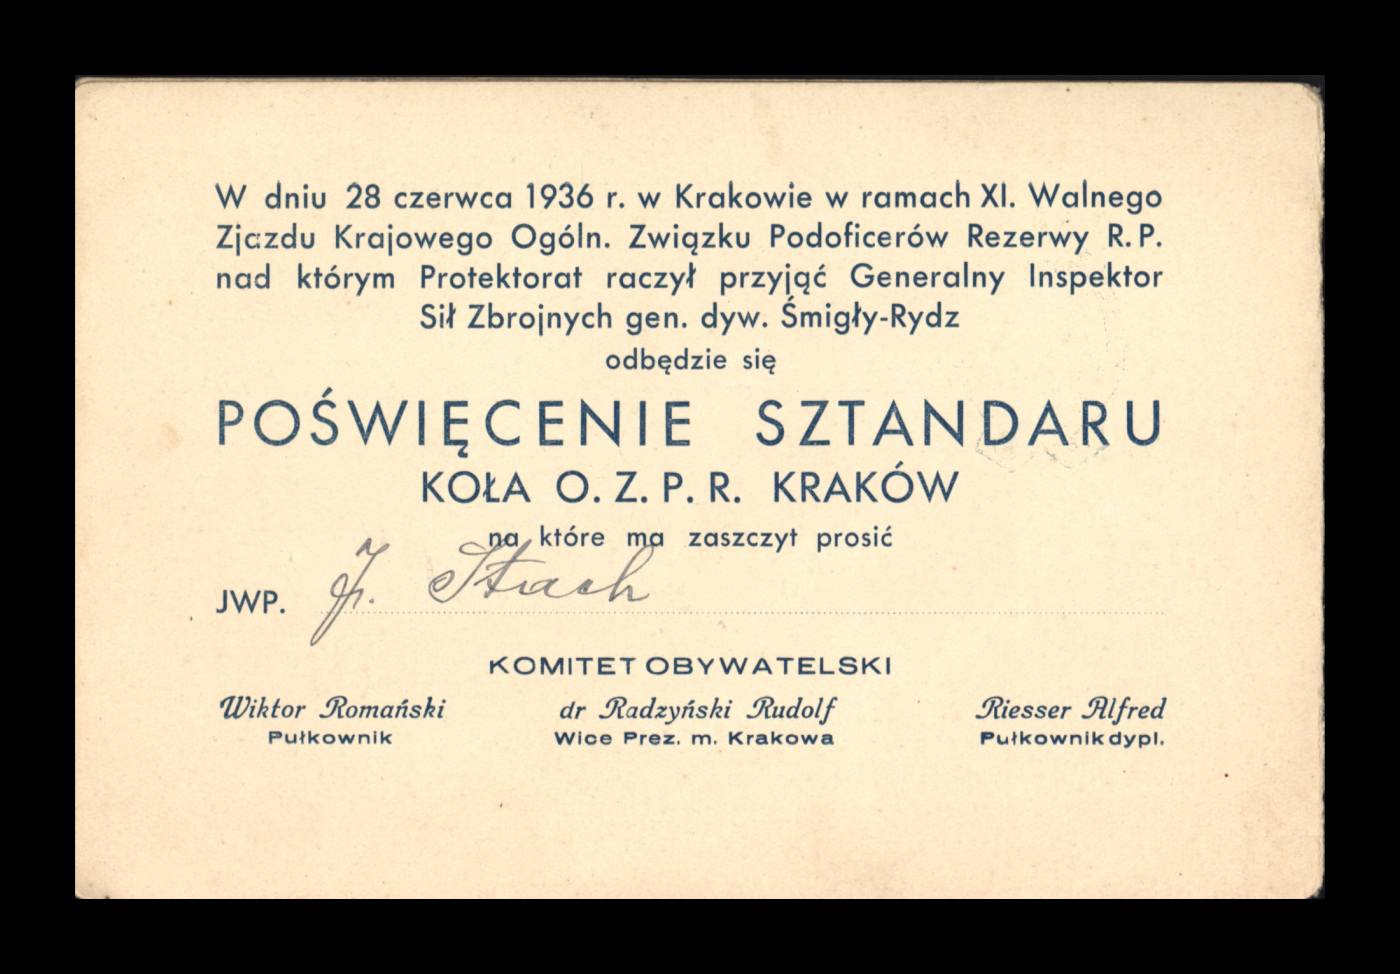 W dniu 28 czerwca 1936 r. w Krakowie w ramach XI. Walnego
Zjazdu Krajowego Ogóln. Związku Podoficerów Rezerwy R. P.
nad którym Protektorat raczył przyjąć Generalny Inspektor
Sił Zbrojnych gen. dyw. Śmigły-Rydz
odbędzie się
POŚWIĘCENIE SZTANDARU
KOŁA O. Z. P. R. KRAKÓW
na które ma zaszczyt prosić
JWP. J. Stach
KOMITET OBYWATELSKI
Wiktor Romański dr Radzyński Rudolf Riesser Alfred
Pułkownik Wice Prez. m. Krakowa Pułkownik dypl.